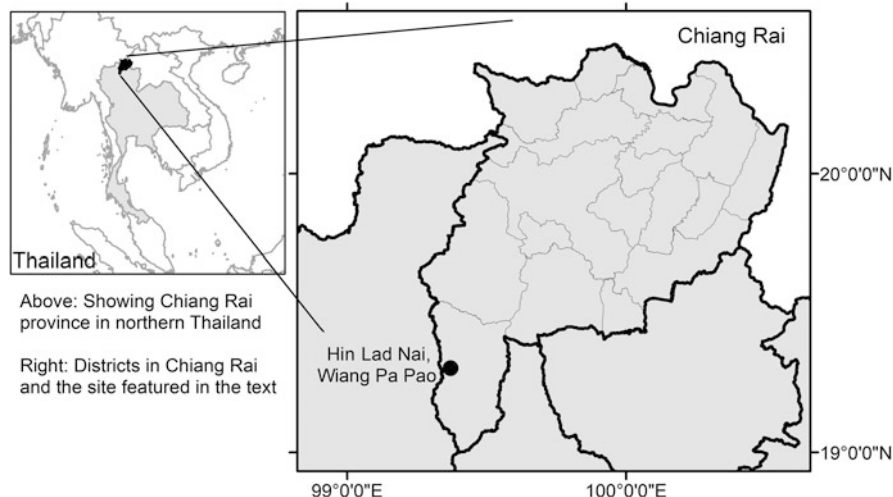 Thailand
Above: Showing Chiang Rai
province in northern Thailand
Right: Districts in Chiang Rai
and the site featured in the text
Chiang Rai
Hin Lad Nai,
Wiang Pa Pao
20°0'0"N
19°0'0"N
99°0'0"E
100°0'0"E